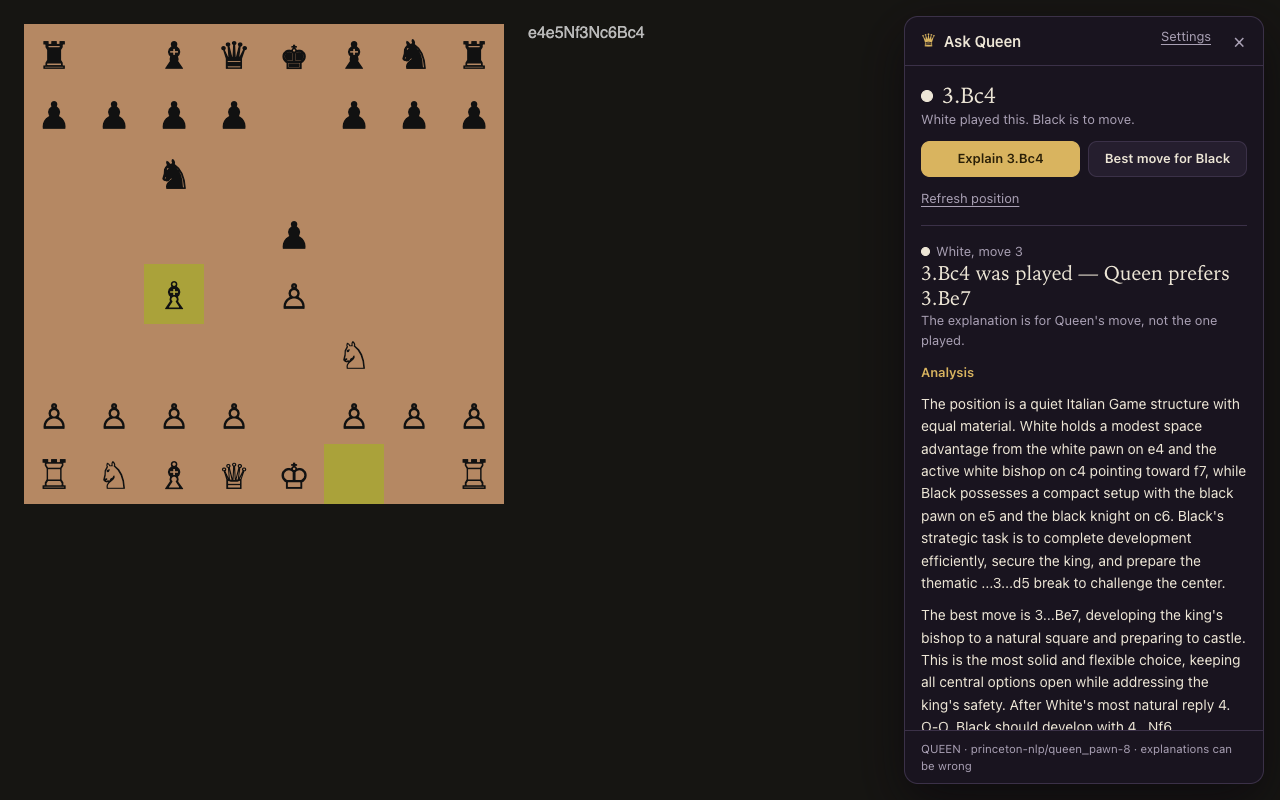 e4e5Nf3Nc6Bc4
Ask Queen
Settings
×
3.Bc4
White played this. Black is to move.
Explain 3.Bc4
Best move for Black
Refresh position
White, move 3
3.Bc4 was played — Queen prefers
3.Be7
The explanation is for Queen's move, not the one
played.
Analysis
The position is a quiet Italian Game structure with
equal material. White holds a modest space
advantage from the white pawn on e4 and the
active white bishop on c4 pointing toward f7, while
Black possesses a compact setup with the black
pawn on e5 and the black knight on c6. Black's
strategic task is to complete development
efficiently, secure the king, and prepare the
thematic ...3...d5 break to challenge the center.
The best move is 3...Be7, developing the king's
bishop to a natural square and preparing to castle.
This is the most solid and flexible choice, keeping
all central options open while addressing the
king's safety. After White's most natural reply 4.
O-O, Black should develop with 4...Nf6
QUEEN · princeton-nlp/queen_pawn-8 · explanations can
be wrong